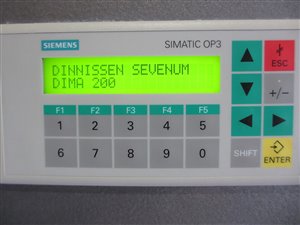 SIEMENS SIMATIC OP3
DINNISSEN SEVENUM
DIMA 200
ESC
+/-
F1 F2 F3 F4 F5
1 2 3 4 5
6 7 8 9 0
SHIFT ENTER